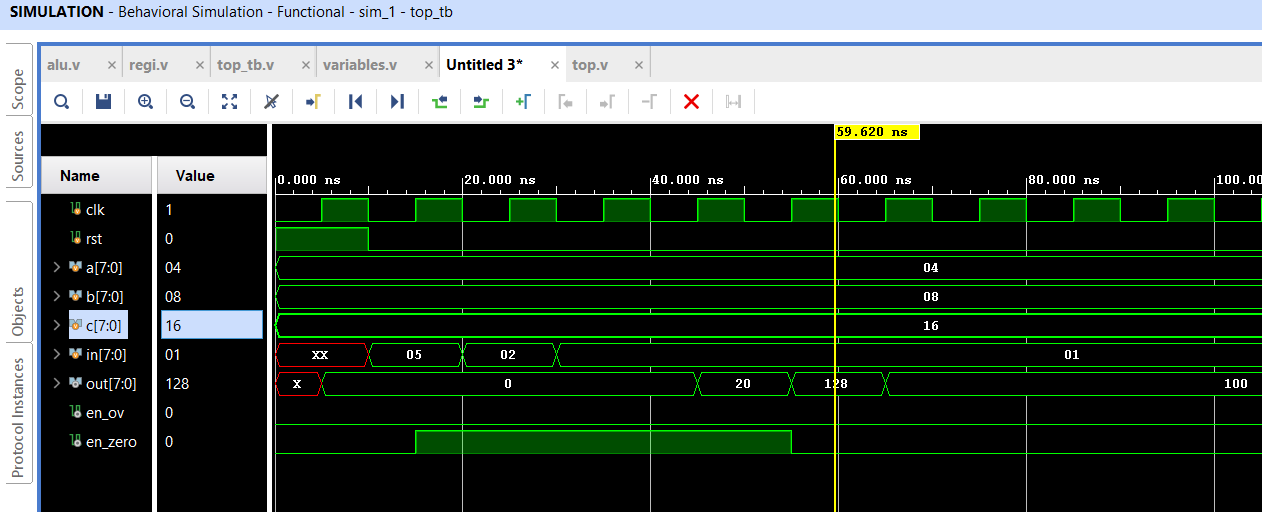 SIMULATION - Behavioral Simulation - Functional - sim_1 - top_tb
Scope
Sources
Objects
Protocol Instances
alu.v × regi.v × top_tb.v × variables.v × Untitled 3* × top.v ×
59.620 ns
Name Value
0.000 ns 20.000 ns 40.000 ns 60.000 ns 80.000 ns 100.00
clk 1
rst 0
a[7:0] 04 04
b[7:0] 08 08
c[7:0] 16 16
in[7:0] 01 XX 05 02 01
out[7:0] 128 X 0 20 128 100
en_ov 0
en_zero 0